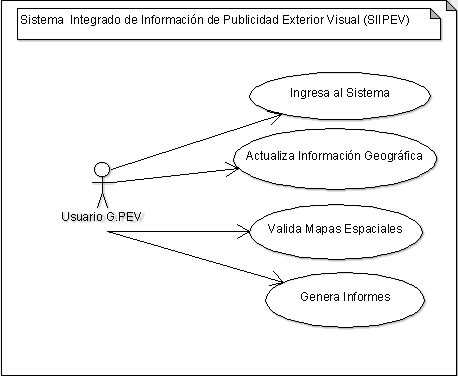 Sistema Integrado de Información de Publicidad Exterior Visual (SIIPEV)
Ingresa al Sistema
Actualiza Información Geográfica
Usuario G.PEV
Valida Mapas Espaciales
Genera Informes